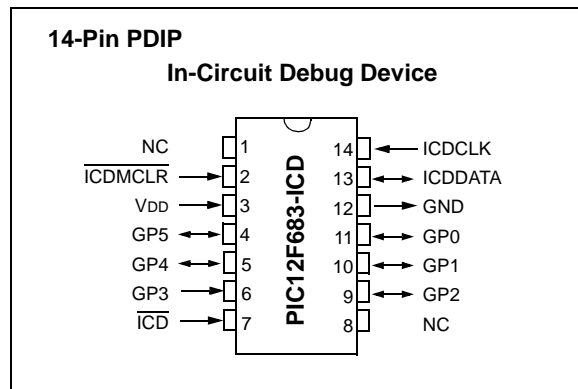 14-Pin PDIP
In-Circuit Debug Device
NC 1 14 ICDCLK
ICDMCLR 2 13 ICDDATA
VDD 3 12 GND
GP5 4 11 GP0
GP4 5 10 GP1
GP3 6 9 GP2
ICD 7 8 NC
PIC12F683-ICD